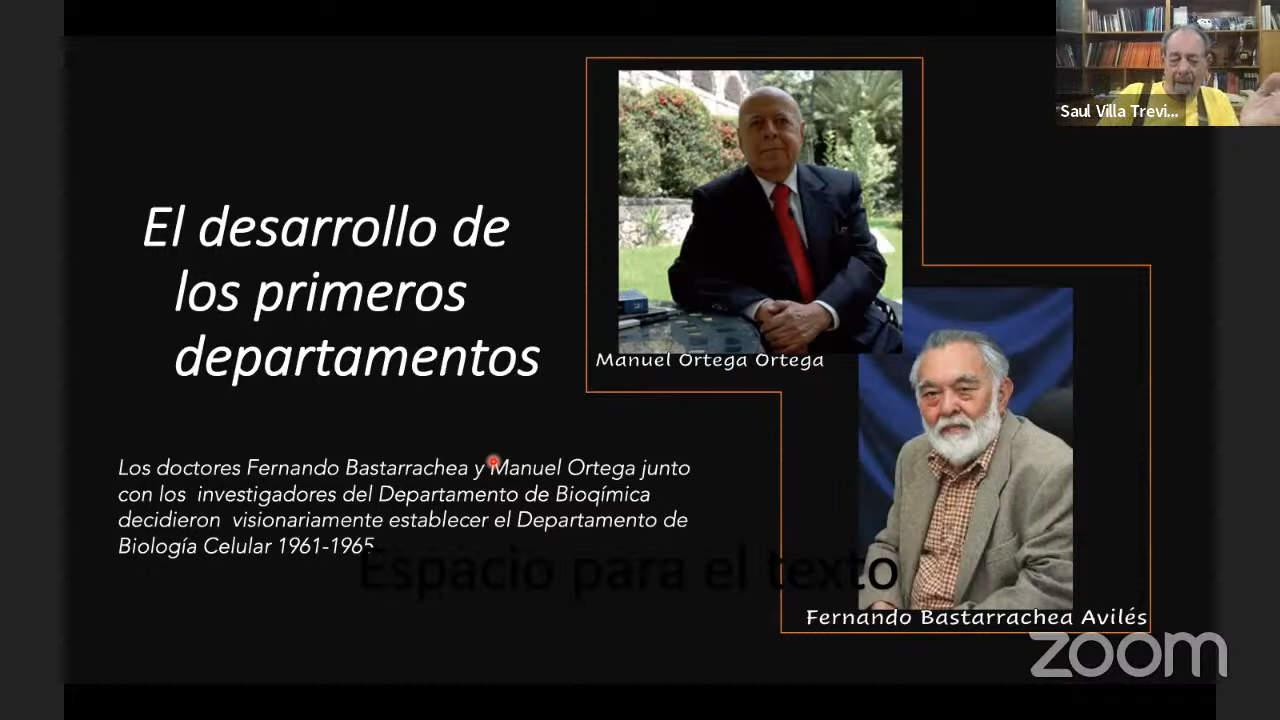 Saul Villa Trevi...
El desarrollo de
los primeros
departamentos
Manuel Ortega Ortega
Los doctores Fernando Bastarrachea y Manuel Ortega junto
con los investigadores del Departamento de Bioqímica
decidieron visionariamente establecer el Departamento de
Biología Celular 1961-1965
Espacio para el texto
Fernando Bastarrachea Avilés
zoom